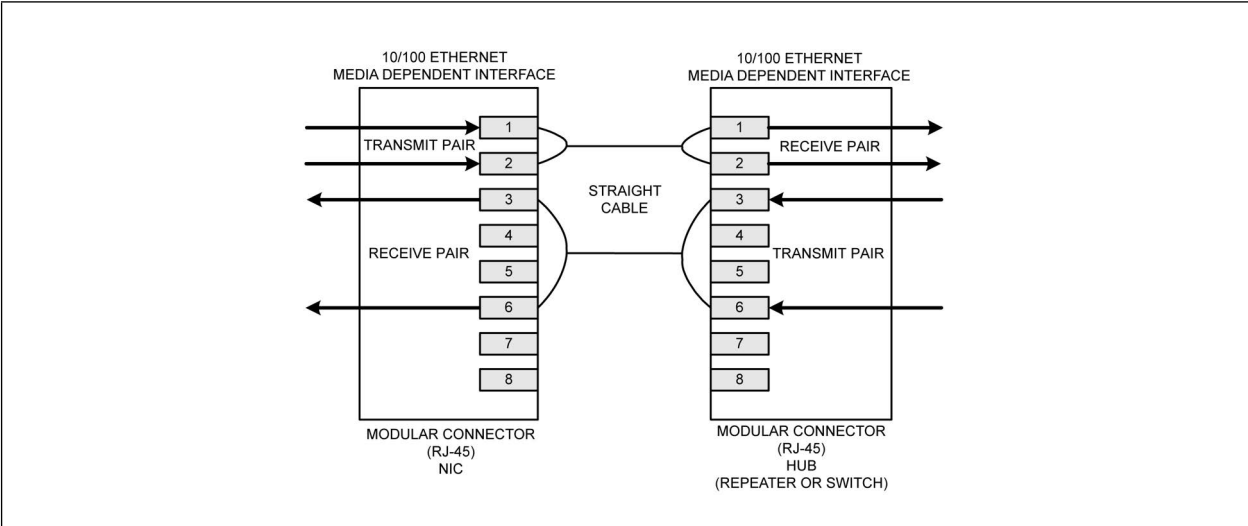 10/100 ETHERNET
MEDIA DEPENDENT INTERFACE
1
2
3
4
5
6
7
8
TRANSMIT PAIR
RECEIVE PAIR
MODULAR CONNECTOR
(RJ-45)
NIC
STRAIGHT
CABLE
10/100 ETHERNET
MEDIA DEPENDENT INTERFACE
1
2
3
4
5
6
7
8
RECEIVE PAIR
TRANSMIT PAIR
MODULAR CONNECTOR
(RJ-45)
HUB
(REPEATER OR SWITCH)